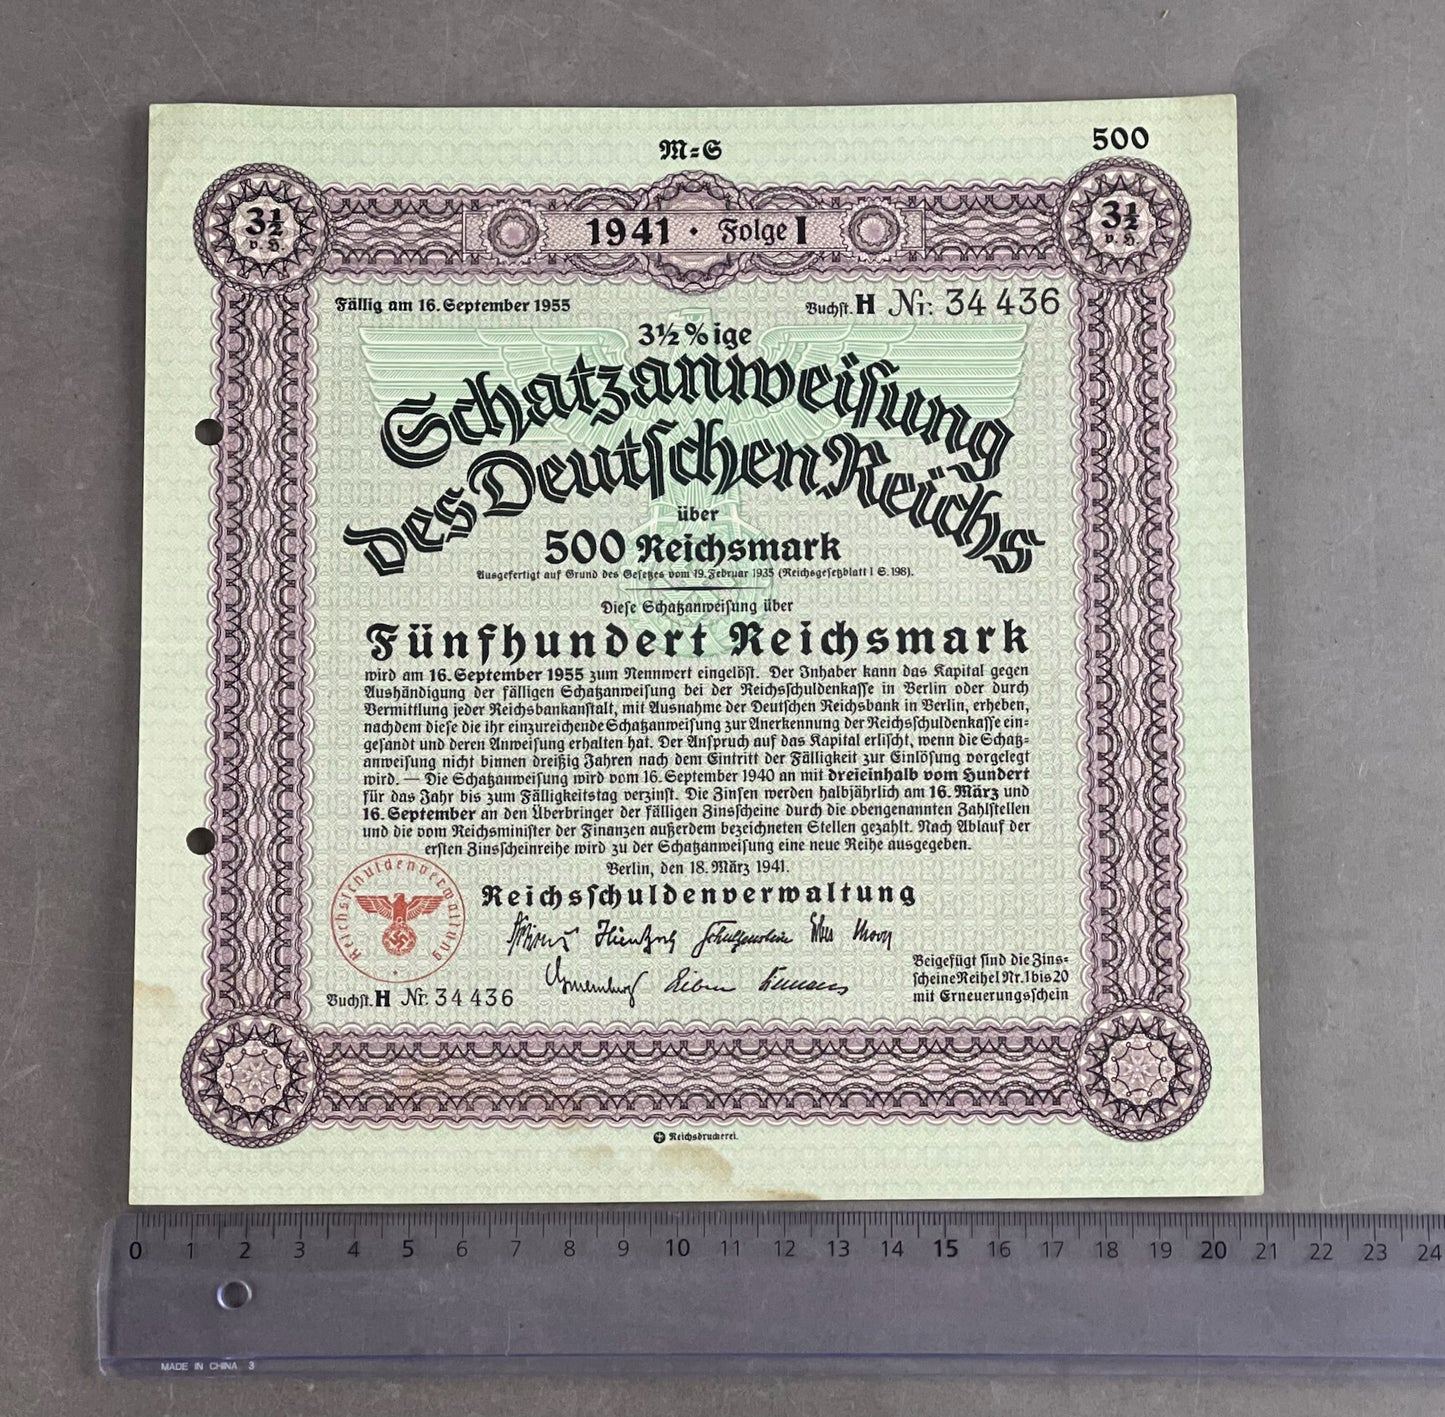 M=S
500
3½
v. H.
1941 · Folge I
3½
v. H.
Fällig am 16. September 1955
Buchst. H Nr. 34 436
3½ % ige
Schatzanweisung
des Deutschen Reichs
über
500 Reichsmark
Ausgefertigt auf Grund des Gesetzes vom 19. Februar 1935 (Reichsgesetzblatt I S. 198).
Diese Schatzanweisung über
Fünfhundert Reichsmark
wird am 16. September 1955 zum Nennwert eingelöst. Der Inhaber kann das Kapital gegen
Aushändigung der fälligen Schatzanweisung bei der Reichsschuldenkasse in Berlin oder durch
Vermittlung jeder Reichsbankanstalt, mit Ausnahme der Deutschen Reichsbank in Berlin, erheben,
nachdem diese die ihr einzureichende Schatzanweisung zur Anerkennung der Reichsschuldenkasse ein=
gesandt und deren Anweisung erhalten hat. Der Anspruch auf das Kapital erlischt, wenn die Schatz=
anweisung nicht binnen dreißig Jahren nach dem Eintritt der Fälligkeit zur Einlösung vorgelegt
wird. — Die Schatzanweisung wird vom 16. September 1940 an mit dreieinhalb vom Hundert
für das Jahr bis zum Fälligkeitstag verzinst. Die Zinsen werden halbjährlich am 16. März und
16. September an den Überbringer der fälligen Zinsscheine durch die obengenannten Zahlstellen
und die vom Reichsminister der Finanzen außerdem bezeichneten Stellen gezahlt. Nach Ablauf der
ersten Zinsscheinreihe wird zu der Schatzanweisung eine neue Reihe ausgegeben.
Berlin, den 18. März 1941.
Reichsschuldenverwaltung
Reichsschuldenverwaltung
Beigefügt sind die Zins=
scheine Reihe I Nr. 1 bis 20
mit Erneuerungsschein
Buchst. H Nr. 34 436
Reichsdruckerei.
0 1 2 3 4 5 6 7 8 9 10 11 12 13 14 15 16 17 18 19 20 21 22 23 24
MADE IN CHINA 3